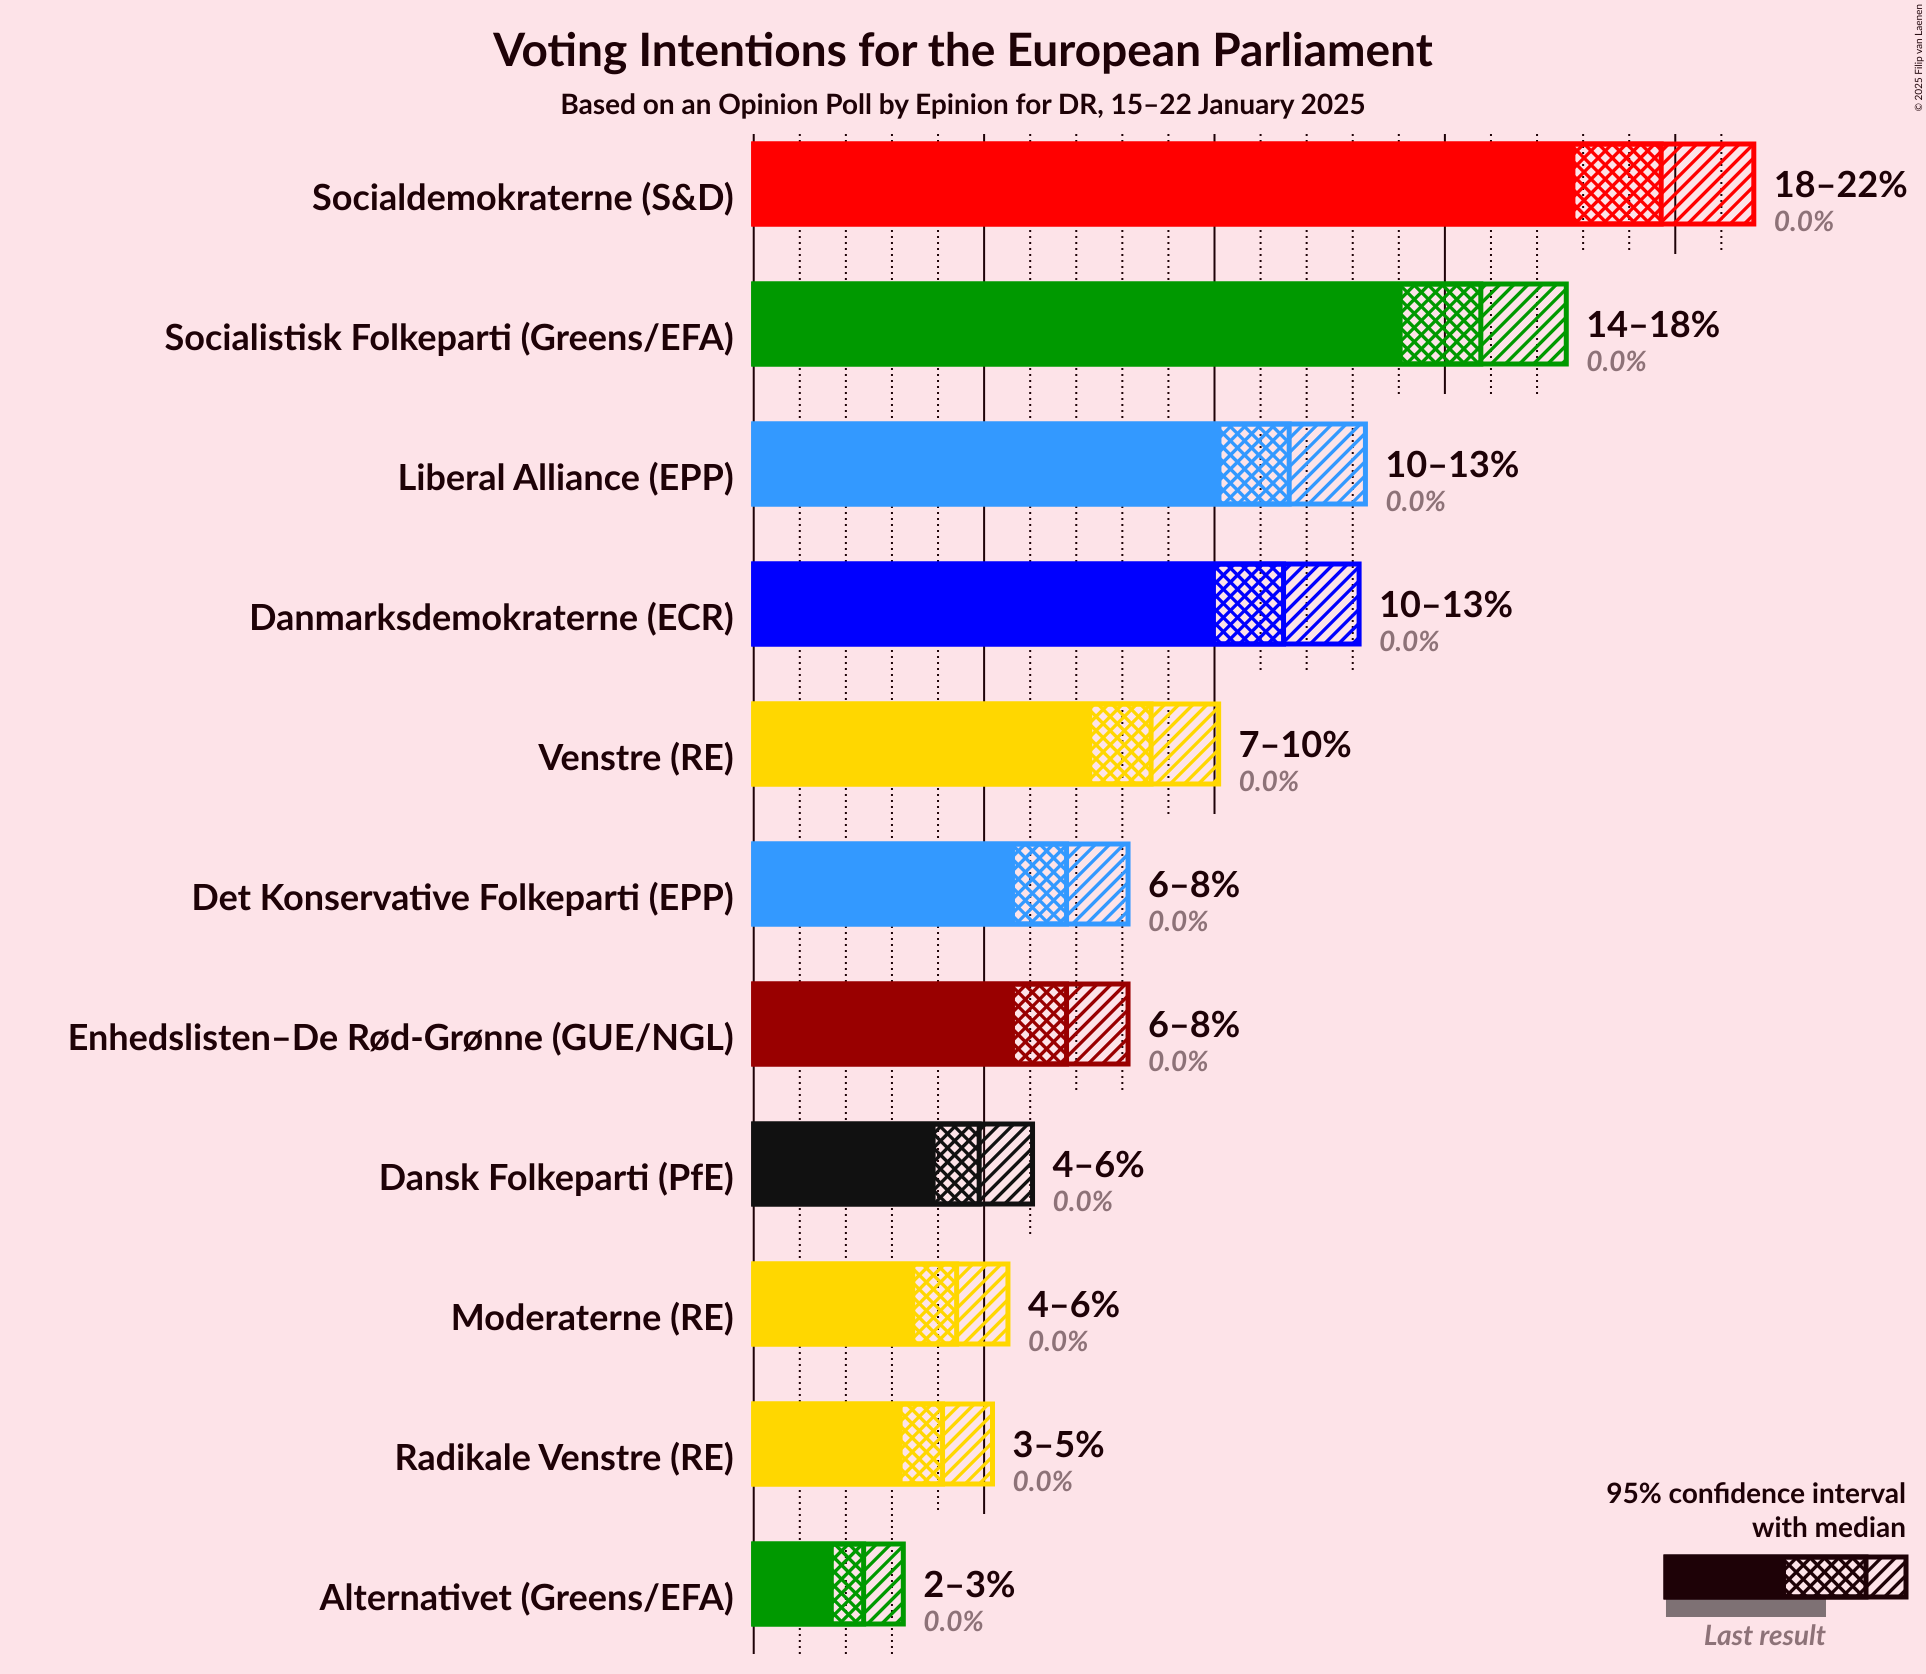 Voting Intentions for the European Parliament
Based on an Opinion Poll by Epinion for DR, 15–22 January 2025
© 2025 Filip van Laenen
Socialdemokraterne (S&D)
18–22%
0.0%
Socialistisk Folkeparti (Greens/EFA)
14–18%
0.0%
Liberal Alliance (EPP)
10–13%
0.0%
Danmarksdemokraterne (ECR)
10–13%
0.0%
Venstre (RE)
7–10%
0.0%
Det Konservative Folkeparti (EPP)
6–8%
0.0%
Enhedslisten–De Rød-Grønne (GUE/NGL)
6–8%
0.0%
Dansk Folkeparti (PfE)
4–6%
0.0%
Moderaterne (RE)
4–6%
0.0%
Radikale Venstre (RE)
3–5%
0.0%
Alternativet (Greens/EFA)
2–3%
0.0%
95% confidence interval
with median
Last result